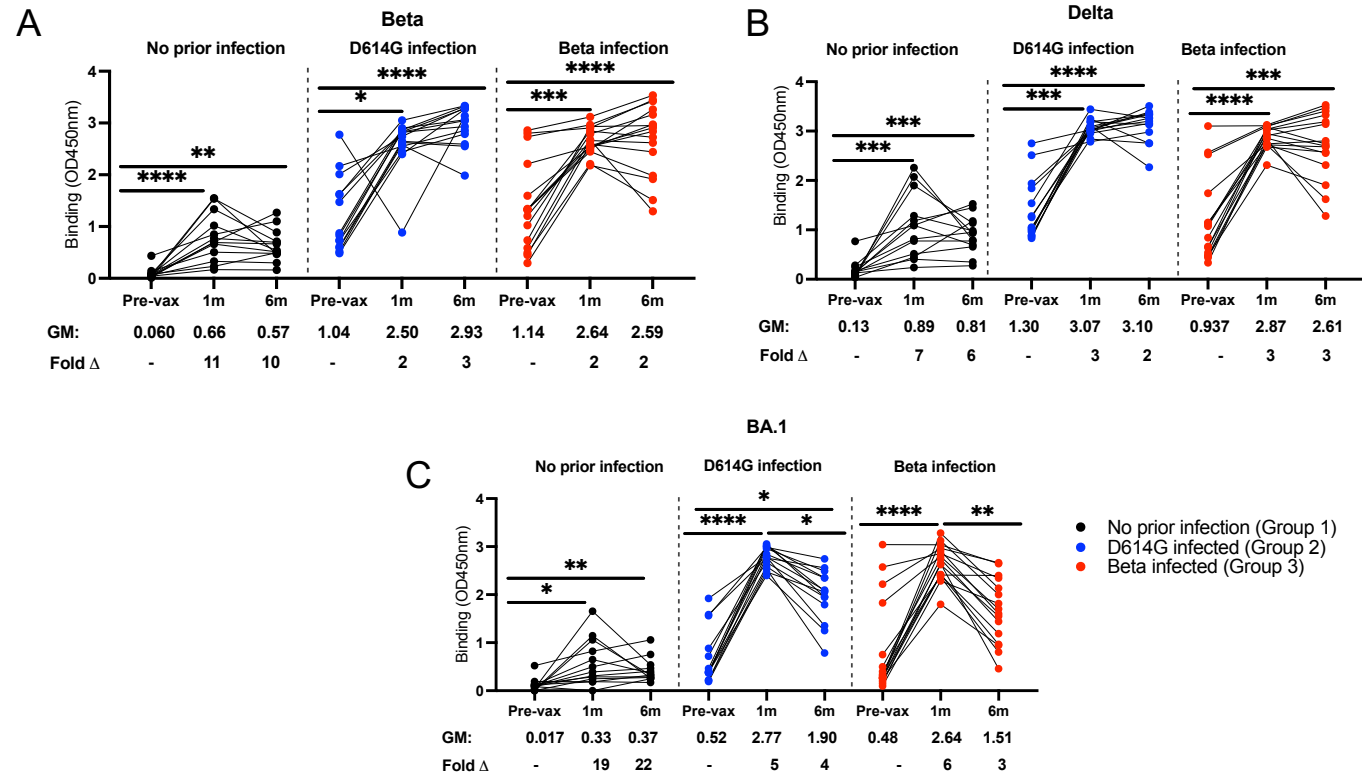 A
Beta
No prior infection
D614G infection
Beta infection
****
****
*
***
**
****
Binding (OD450nm)
4
3
2
1
0
Pre-vax 1m 6m Pre-vax 1m 6m Pre-vax 1m 6m
GM: 0.060 0.66 0.57 1.04 2.50 2.93 1.14 2.64 2.59
Fold Δ - 11 10 - 2 3 - 2 2
B
Delta
No prior infection
D614G infection
Beta infection
****
***
***
****
***
***
Binding (OD450nm)
4
3
2
1
0
Pre-vax 1m 6m Pre-vax 1m 6m Pre-vax 1m 6m
GM: 0.13 0.89 0.81 1.30 3.07 3.10 0.937 2.87 2.61
Fold Δ - 7 6 - 3 2 - 3 3
BA.1
C
No prior infection
D614G infection
Beta infection
*
****
*
****
**
**
*
Binding (OD450nm)
4
3
2
1
0
Pre-vax 1m 6m Pre-vax 1m 6m Pre-vax 1m 6m
GM: 0.017 0.33 0.37 0.52 2.77 1.90 0.48 2.64 1.51
Fold Δ - 19 22 - 5 4 - 6 3
No prior infection (Group 1)
D614G infected (Group 2)
Beta infected (Group 3)